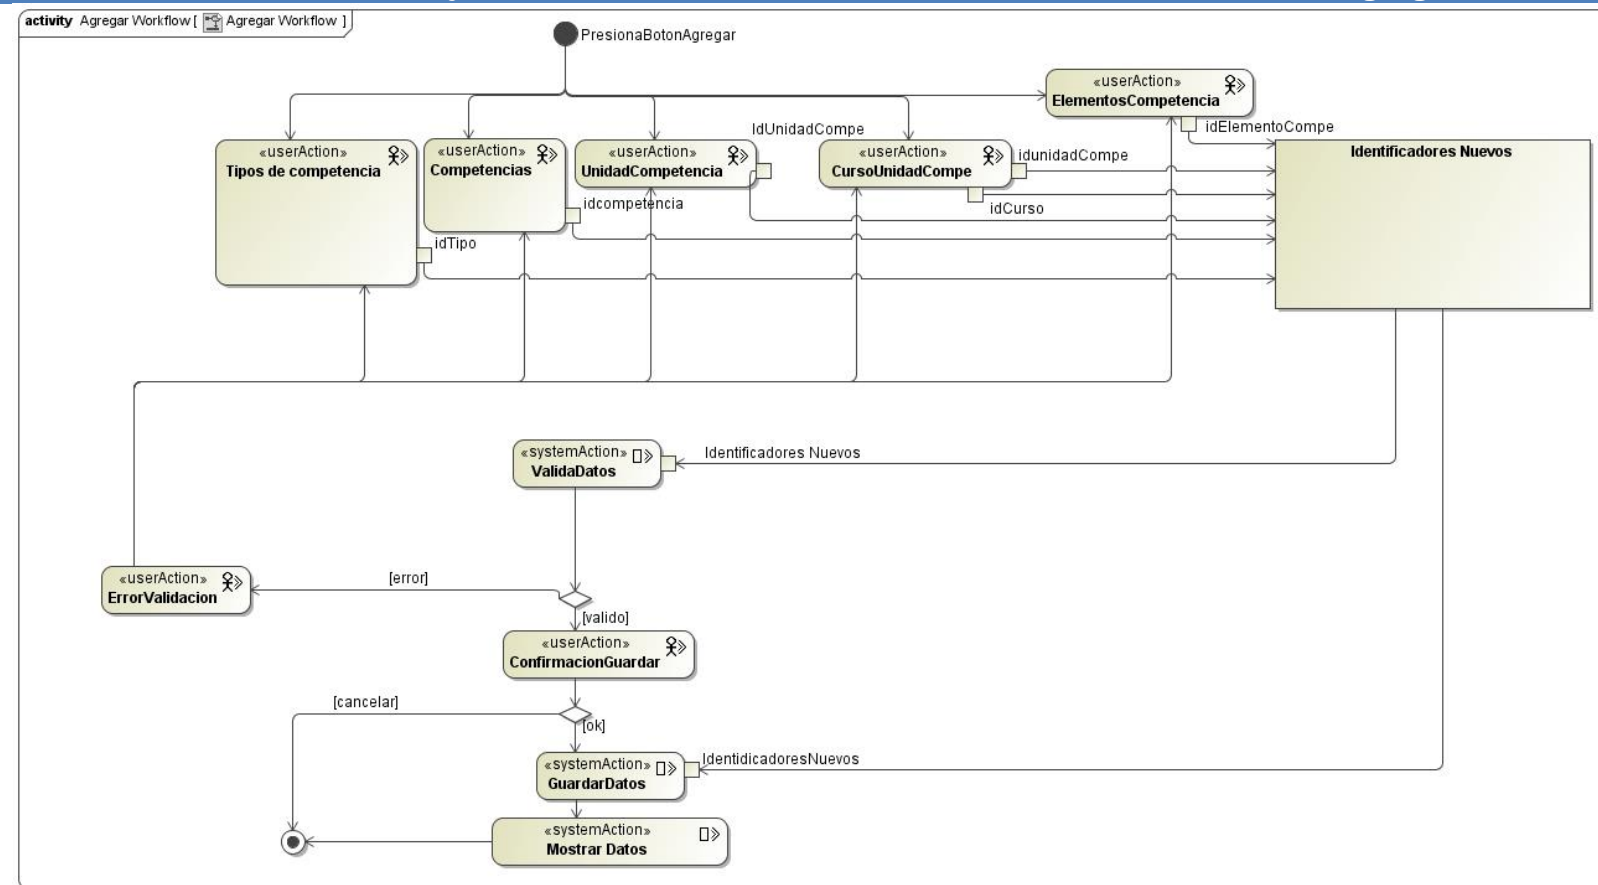 activity Agregar Workflow [ Agregar Workflow ]
PresionaBotonAgregar
«userAction»
ElementosCompetencia
idElementoCompe
IdUnidadCompe
«userAction»
Tipos de competencia
«userAction»
Competencias
«userAction»
UnidadCompetencia
«userAction»
CursoUnidadCompe
idunidadCompe
Identificadores Nuevos
idcompetencia
idCurso
idTipo
«systemAction»
ValidaDatos
Identificadores Nuevos
«userAction»
ErrorValidacion
[error]
[valido]
«userAction»
ConfirmacionGuardar
[cancelar]
[ok]
«systemAction»
GuardarDatos
IdentidicadoresNuevos
«systemAction»
Mostrar Datos